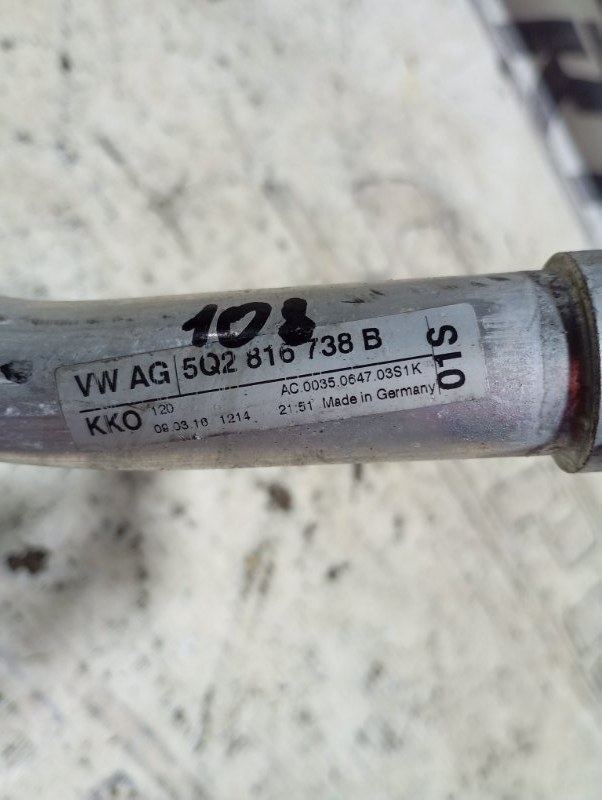 108
VW AG 5Q2 816 738 B
AC.0035.0647.03S1K
KKO 120
09.03.16 1214 21:51 Made in Germany
01S